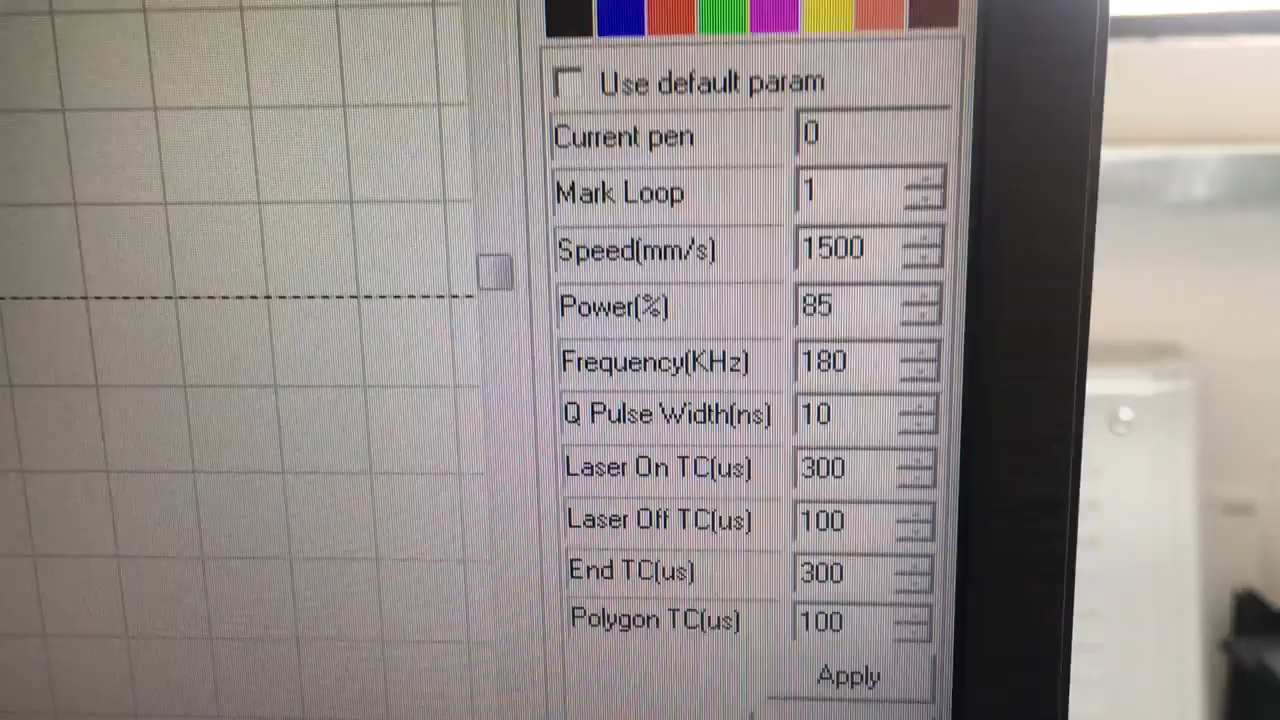 Use default param
Current pen 0
Mark Loop 1
Speed(mm/s) 1500
Power(%) 85
Frequency(KHz) 180
Q Pulse Width(ns) 10
Laser On TC(us) 300
Laser Off TC(us) 100
End TC(us) 300
Polygon TC(us) 100
Apply